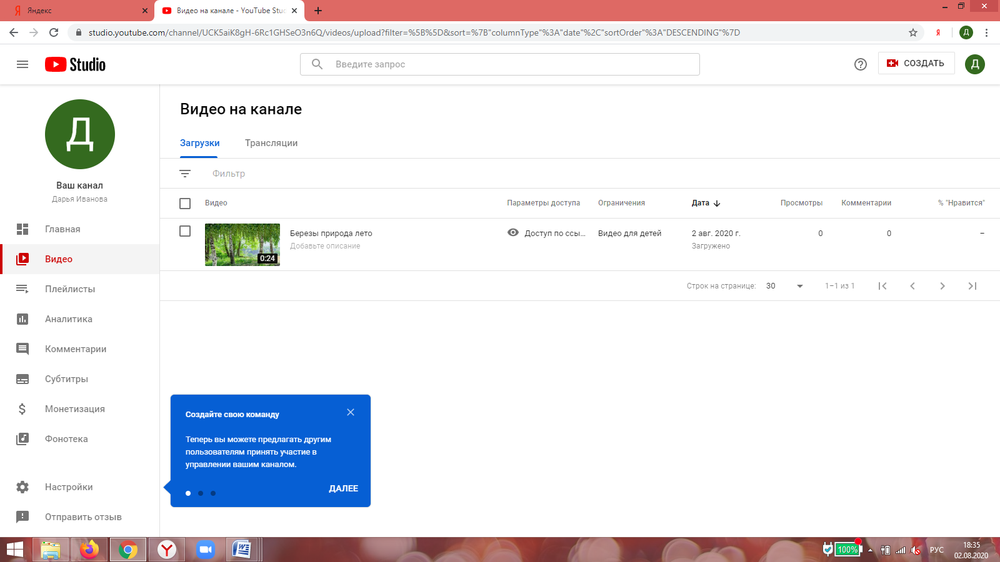 Яндекс
Видео на канале - YouTube Stuc
studio.youtube.com/channel/UCK5aiK8gH-6Rc1GHSeO3n6Q/videos/upload?filter=%5B%5D&sort=%7B"columnType"%3A"date"%2C"sortOrder"%3A"DESCENDING"%7D
Я
Д
Studio
Введите запрос
СОЗДАТЬ
Д
Д
Ваш канал
Дарья Иванова
Главная
Видео
Плейлисты
Аналитика
Комментарии
Субтитры
Монетизация
Фонотека
Настройки
Отправить отзыв
Видео на канале
Загрузки Трансляции
Фильтр
Видео Параметры доступа Ограничения Дата Просмотры Комментарии % "Нравится"
0:24
Березы природа лето Доступ по ссы... Видео для детей 2 авг. 2020 г. 0 0 –
Добавьте описание Загружено
Строк на странице: 30 1–1 из 1
Создайте свою команду
Теперь вы можете предлагать другим
пользователям принять участие в
управлении вашим каналом.
ДАЛЕЕ
100%
РУС
18:35
02.08.2020